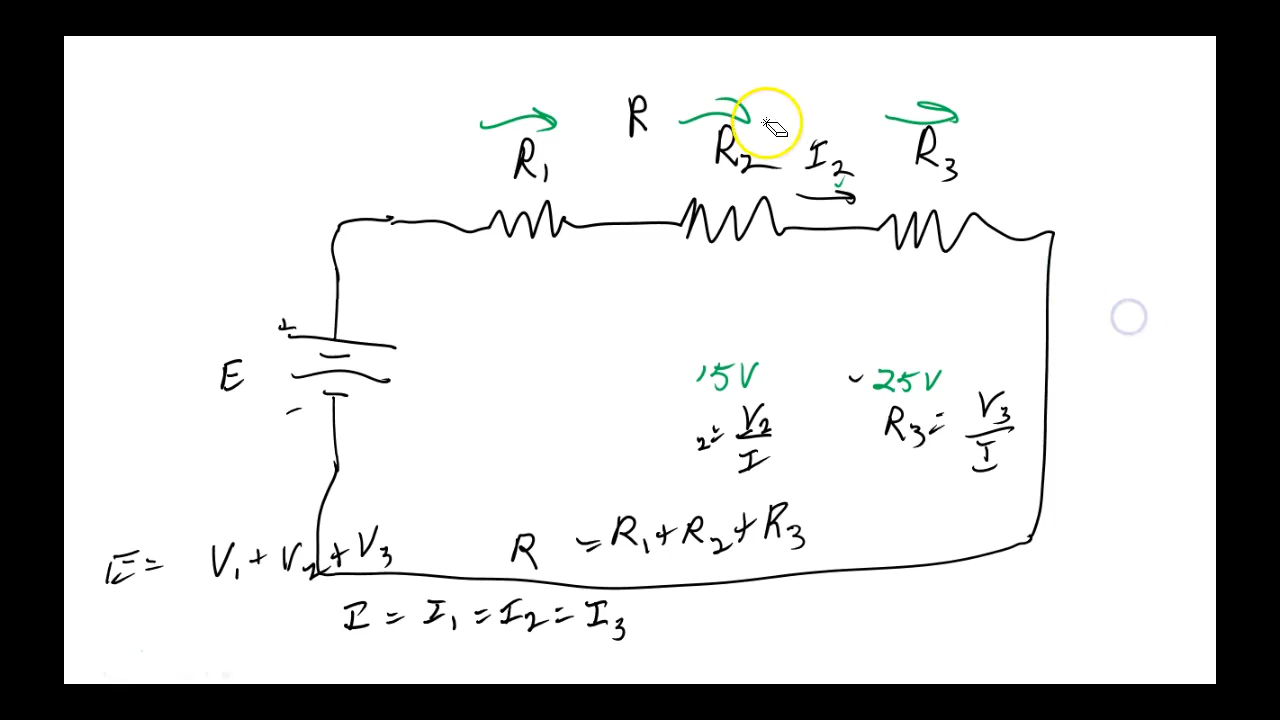 R
R1 R2 I2 R3
+
E
15V 25V
2 = V2/I R3 = V3/I
-
R = R1 + R2 + R3
E = V1 + V2 + V3
I = I1 = I2 = I3